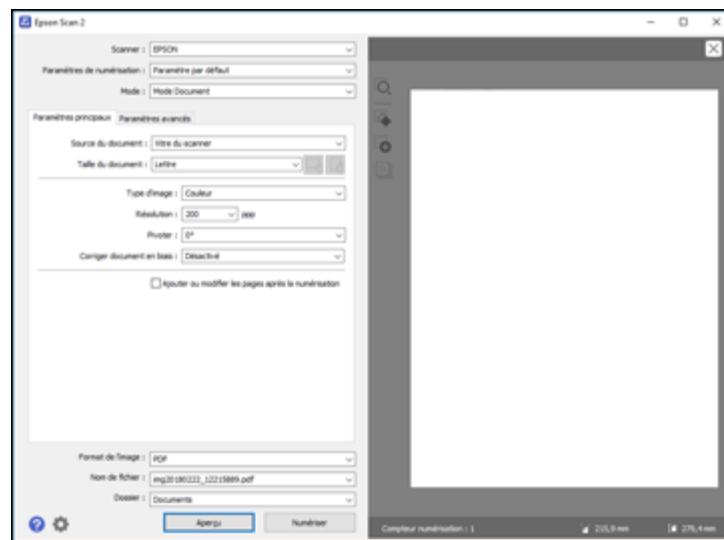 Epson Scan 2
Scanner : EPSON
Paramètres de numérisation : Paramètre par défaut
Mode : Mode Document
Paramètres principaux Paramètres avancés
Source du document : Vitre du scanner
Taille du document : Lettre
Type d'image : Couleur
Résolution : 200 ppp
Pivoter : 0°
Corriger document en biais : Désactivé
Ajouter ou modifier les pages après la numérisation
Format de l'image : PDF
Nom de fichier : img20180222_12215889.pdf
Dossier : Documents
Aperçu Numériser
Compteur numérisation : 1 215,9 mm 279,4 mm